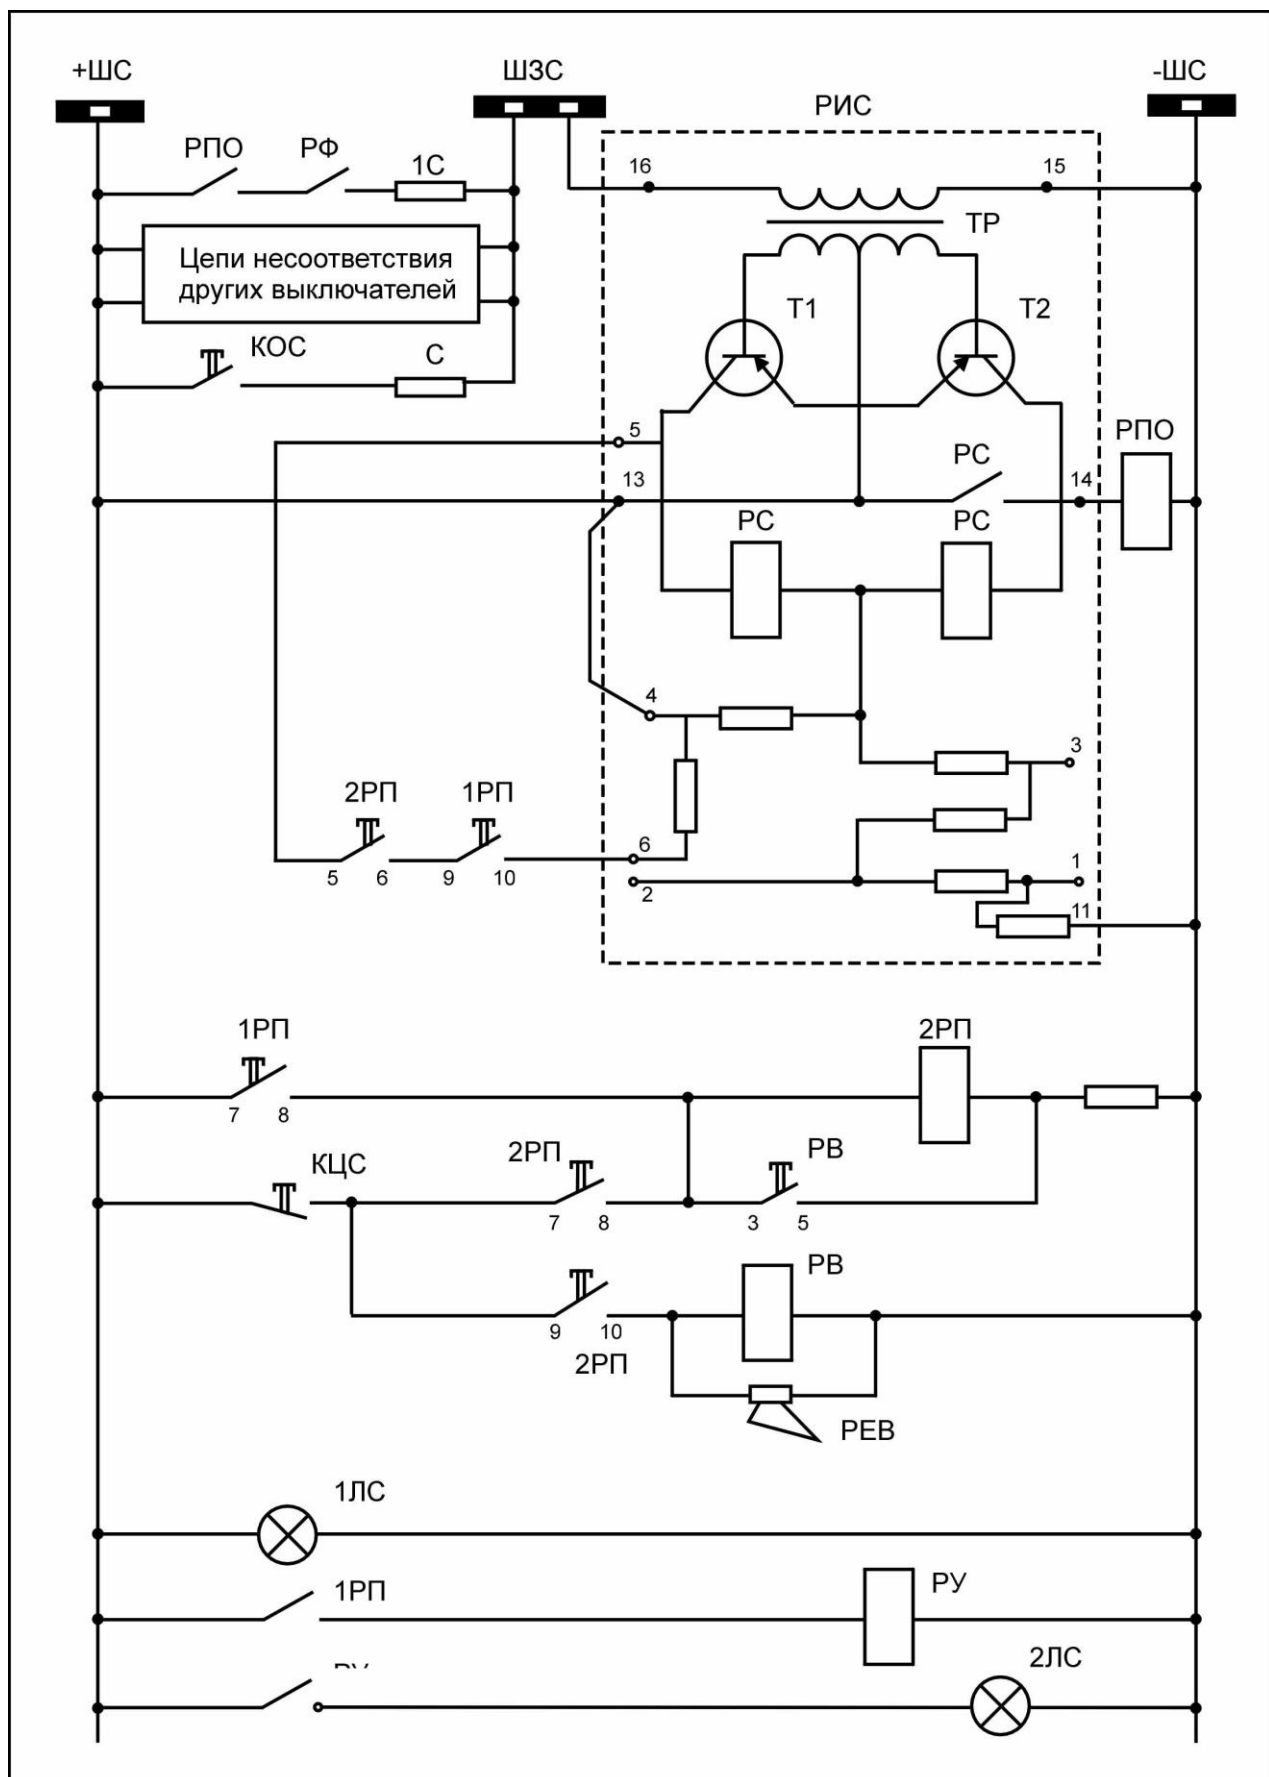 +ШС
ШЗС
-ШС
РИС
РПО
РФ
1С
16
15
ТР
Цепи несоответствия
других выключателей
Т1
Т2
КОС
С
5
РПО
РС
13
14
РС
РС
4
3
2РП
1РП
6
1
5
6
9
10
2
11
1РП
2РП
7
8
КЦС
2РП
РВ
7
8
3
5
РВ
9
10
2РП
РЕВ
1ЛС
1РП
РУ
2ЛС